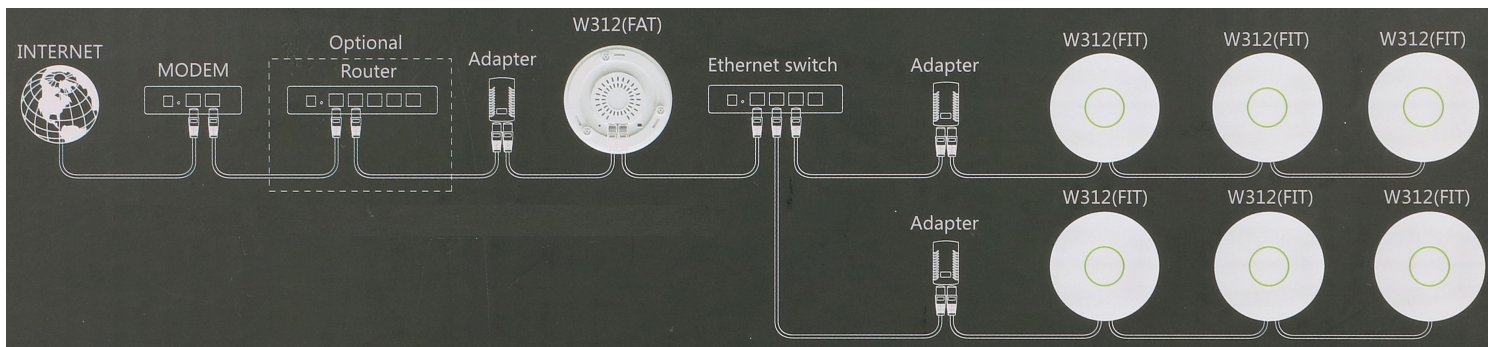 INTERNET
MODEM
Optional
Router
Adapter
W312(FAT)
Ethernet switch
Adapter
W312(FIT)
W312(FIT)
W312(FIT)
Adapter
W312(FIT)
W312(FIT)
W312(FIT)